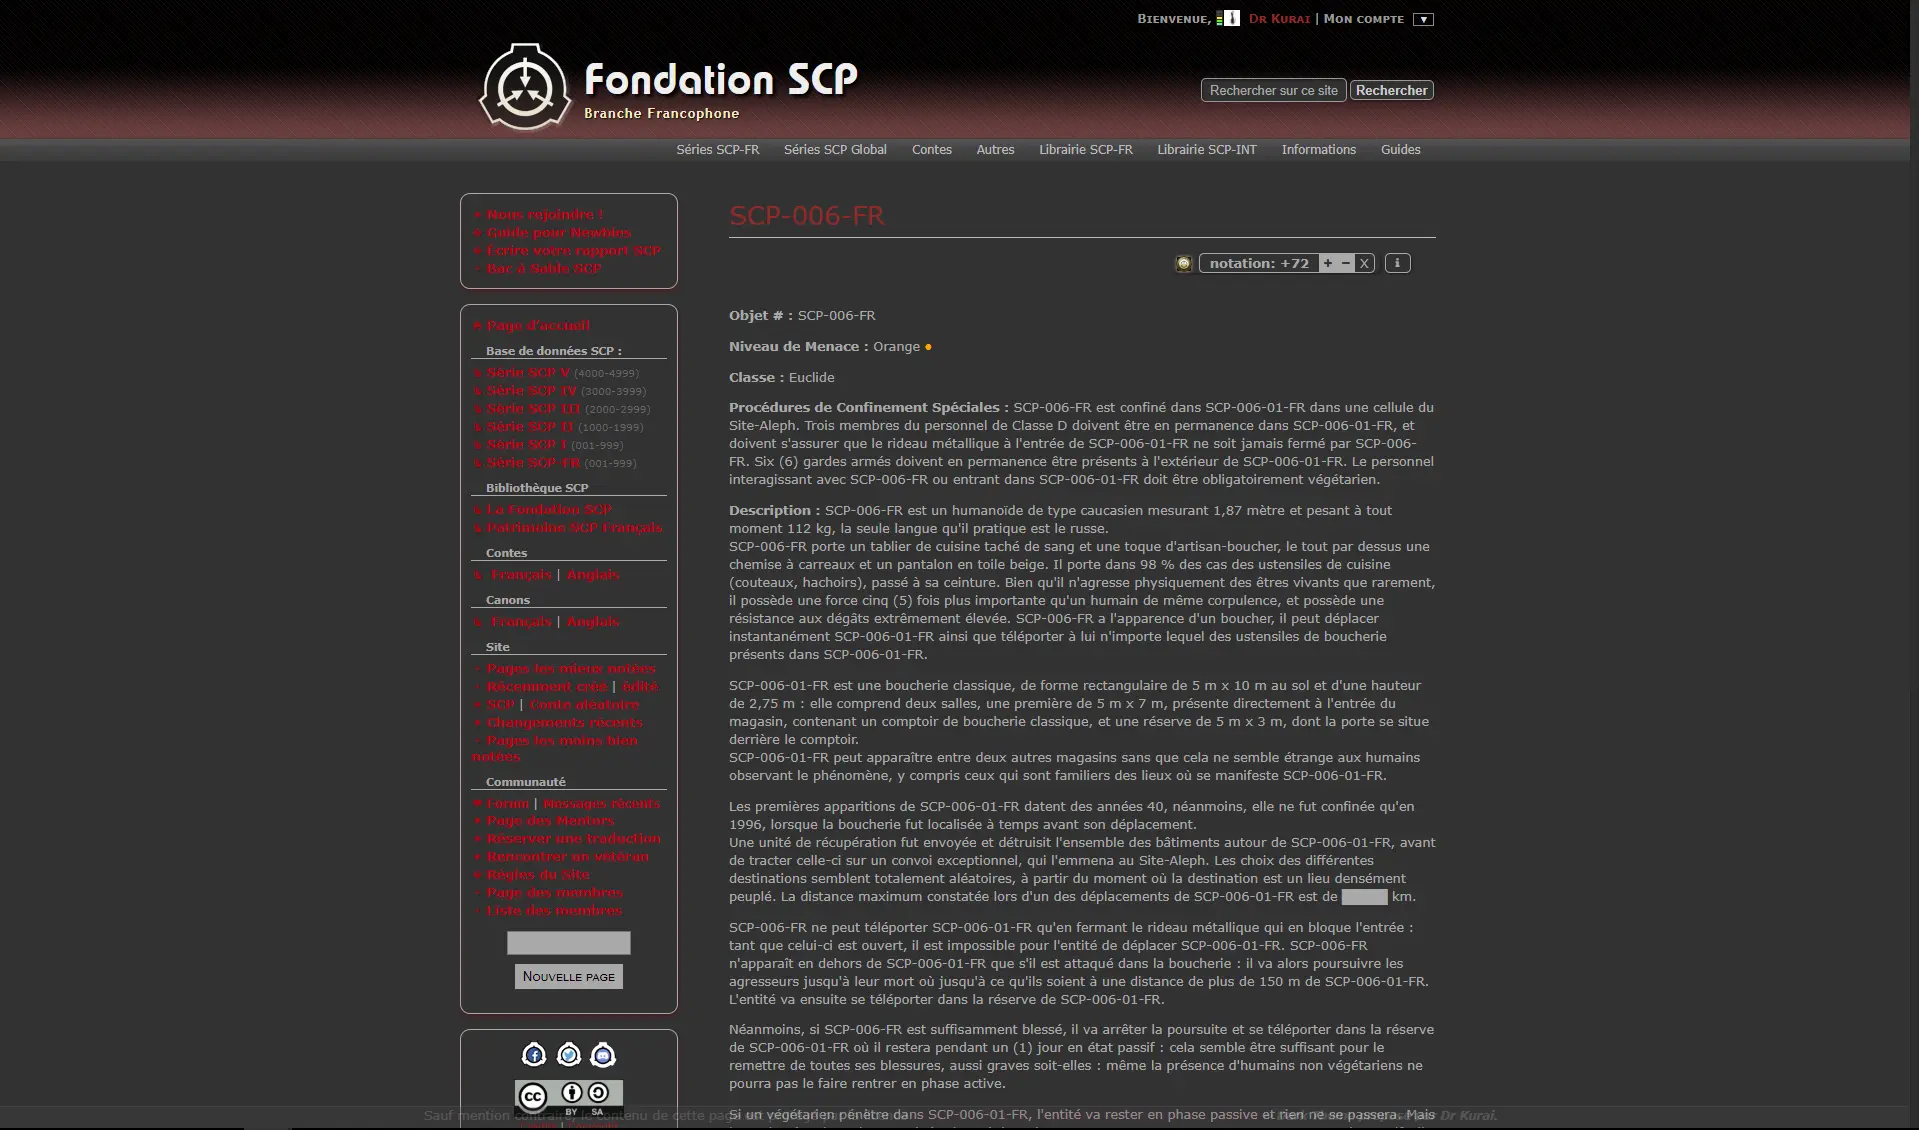 Bienvenue, Dr Kurai | Mon compte ▼
Fondation SCP
Branche Francophone
Rechercher sur ce site Rechercher
Séries SCP-FR Séries SCP Global Contes Autres Librairie SCP-FR Librairie SCP-INT Informations Guides
Nous rejoindre !
Guide pour Newbies
Écrire votre rapport SCP
Bac à Sable SCP
Page d'accueil
Base de données SCP :
Série SCP V (4000-4999)
Série SCP IV (3000-3999)
Série SCP III (2000-2999)
Série SCP II (1000-1999)
Série SCP I (001-999)
Série SCP FR (001-999)
Bibliothèque SCP
La Fondation SCP
Patrimoine SCP Français
Contes
Français | Anglais
Canons
Français | Anglais
Site
Pages les mieux notées
Récemment créé | édité
SCP | Conte aléatoire
Changements récents
Pages les moins bien
notées
Communauté
Forum | Messages récents
Page des Mentors
Réserver une traduction
Rencontrer un vétéran
Règles du Site
Page des membres
Liste des membres
Nouvelle page
cc BY SA
SCP-006-FR
notation: +72 + − X i
Objet # : SCP-006-FR
Niveau de Menace : Orange ●
Classe : Euclide
Procédures de Confinement Spéciales : SCP-006-FR est confiné dans SCP-006-01-FR dans une cellule du
Site-Aleph. Trois membres du personnel de Classe D doivent être en permanence dans SCP-006-01-FR, et
doivent s'assurer que le rideau métallique à l'entrée de SCP-006-01-FR ne soit jamais fermé par SCP-006-
FR. Six (6) gardes armés doivent en permanence être présents à l'extérieur de SCP-006-01-FR. Le personnel
interagissant avec SCP-006-FR ou entrant dans SCP-006-01-FR doit être obligatoirement végétarien.
Description : SCP-006-FR est un humanoïde de type caucasien mesurant 1,87 mètre et pesant à tout
moment 112 kg, la seule langue qu'il pratique est le russe.
SCP-006-FR porte un tablier de cuisine taché de sang et une toque d'artisan-boucher, le tout par dessus une
chemise à carreaux et un pantalon en toile beige. Il porte dans 98 % des cas des ustensiles de cuisine
(couteaux, hachoirs), passé à sa ceinture. Bien qu'il n'agresse physiquement des êtres vivants que rarement,
il possède une force cinq (5) fois plus importante qu'un humain de même corpulence, et possède une
résistance aux dégâts extrêmement élevée. SCP-006-FR a l'apparence d'un boucher, il peut déplacer
instantanément SCP-006-01-FR ainsi que téléporter à lui n'importe lequel des ustensiles de boucherie
présents dans SCP-006-01-FR.
SCP-006-01-FR est une boucherie classique, de forme rectangulaire de 5 m x 10 m au sol et d'une hauteur
de 2,75 m : elle comprend deux salles, une première de 5 m x 7 m, présente directement à l'entrée du
magasin, contenant un comptoir de boucherie classique, et une réserve de 5 m x 3 m, dont la porte se situe
derrière le comptoir.
SCP-006-01-FR peut apparaître entre deux autres magasins sans que cela ne semble étrange aux humains
observant le phénomène, y compris ceux qui sont familiers des lieux où se manifeste SCP-006-01-FR.
Les premières apparitions de SCP-006-01-FR datent des années 40, néanmoins, elle ne fut confinée qu'en
1996, lorsque la boucherie fut localisée à temps avant son déplacement.
Une unité de récupération fut envoyée et détruisit l'ensemble des bâtiments autour de SCP-006-01-FR, avant
de tracter celle-ci sur un convoi exceptionnel, qui l'emmena au Site-Aleph. Les choix des différentes
destinations semblent totalement aléatoires, à partir du moment où la destination est un lieu densément
peuplé. La distance maximum constatée lors d'un des déplacements de SCP-006-01-FR est de █████ km.
SCP-006-FR ne peut téléporter SCP-006-01-FR qu'en fermant le rideau métallique qui en bloque l'entrée :
tant que celui-ci est ouvert, il est impossible pour l'entité de déplacer SCP-006-01-FR. SCP-006-FR
n'apparaît en dehors de SCP-006-01-FR que s'il est attaqué dans la boucherie : il va alors poursuivre les
agresseurs jusqu'à leur mort où jusqu'à ce qu'ils soient à une distance de plus de 150 m de SCP-006-01-FR.
L'entité va ensuite se téléporter dans la réserve de SCP-006-01-FR.
Néanmoins, si SCP-006-FR est suffisamment blessé, il va arrêter la poursuite et se téléporter dans la réserve
de SCP-006-01-FR où il restera pendant un (1) jour en état passif : cela semble être suffisant pour le
remettre de toutes ses blessures, aussi graves soit-elles : même la présence d'humains non végétariens ne
pourra pas le faire rentrer en phase active.
Si un végétarien pénètre dans SCP-006-01-FR, l'entité va rester en phase passive et rien ne se passera. Mais
Sauf mention contraire, le contenu de cette page est
Dr Kurai.